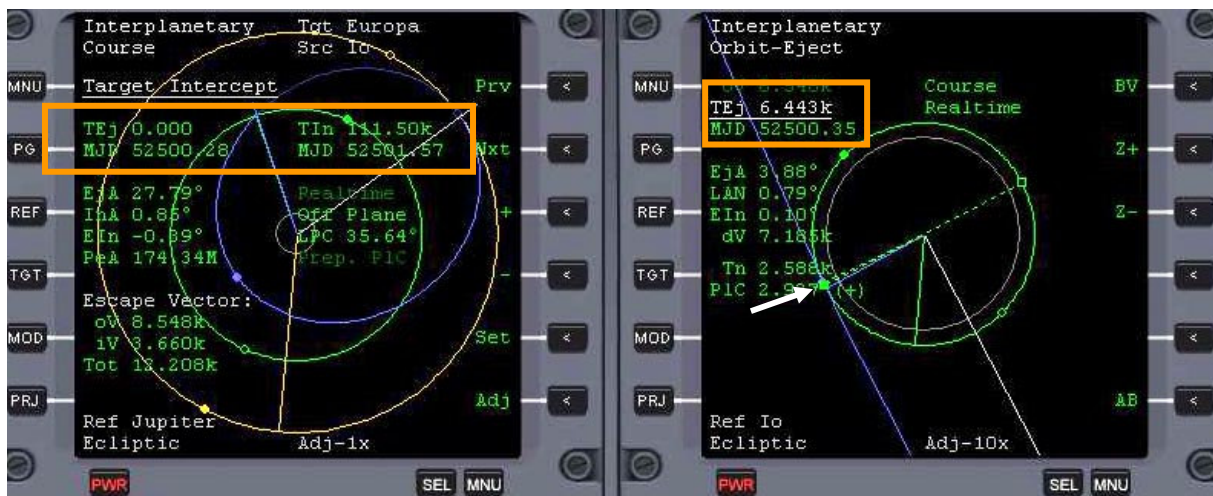 Interplanetary Tgt Europa
Course Src Io
Target Intercept
TEj 0.000 TIn 111.50k
MJD 52500.28 MJD 52501.57
EjA 27.79° Realtime
InA 0.85° Off Plane
EIn -0.39° LPC 35.64°
PeA 174.34M Prep. PlC
Escape Vector:
oV 8.548k
iV 3.660k
Tot 12.208k
Ref Jupiter
Ecliptic Adj-1x
Prv
Nxt
+
-
Set
Adj
MNU
PG
REF
TGT
MOD
PRJ
<
<
<
<
<
<
PWR SEL MNU
Interplanetary
Orbit-Eject
Course
TEj 6.443k Realtime
MJD 52500.35
EjA 3.88°
LAN 0.79°
EIn 0.10°
dV 7.185k
Tn 2.588k
PlC (+)
Ref Io
Ecliptic Adj-10x
BV
Z+
Z-
AB
MNU
PG
REF
TGT
MOD
PRJ
<
<
<
<
<
<
PWR SEL MNU